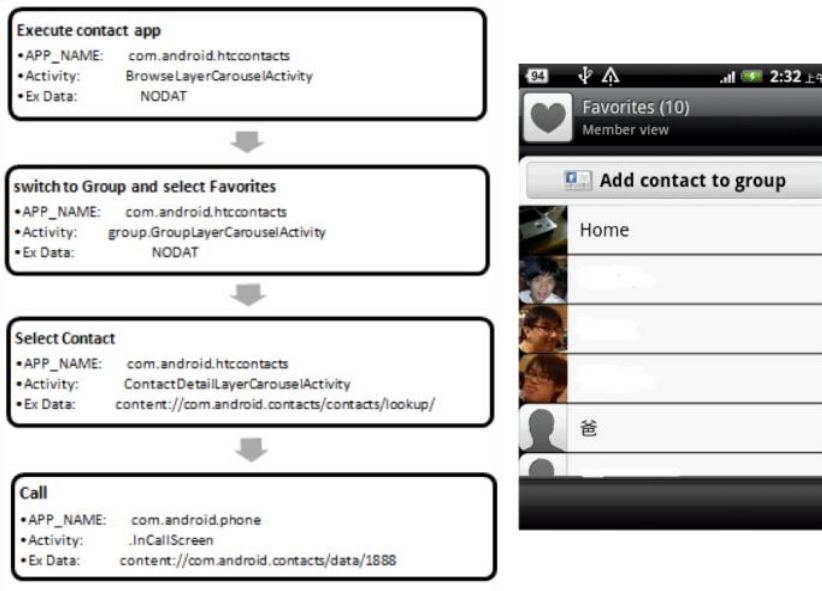 Execute contact app
•APP_NAME: com.android.htccontacts
•Activity: BrowseLayerCarouselActivity
•Ex Data: NODAT
switch to Group and select Favorites
•APP_NAME: com.android.htccontacts
•Activity: group.GroupLayerCarouselActivity
•Ex Data: NODAT
Select Contact
•APP_NAME: com.android.htccontacts
•Activity: ContactDetailLayerCarouselActivity
•Ex Data: content://com.android.contacts/contacts/lookup/
Call
•APP_NAME: com.android.phone
•Activity: .InCallScreen
•Ex Data: content://com.android.contacts/data/1888
94 2:32 上午
Favorites (10)
Member view
Add contact to group
Home
爸